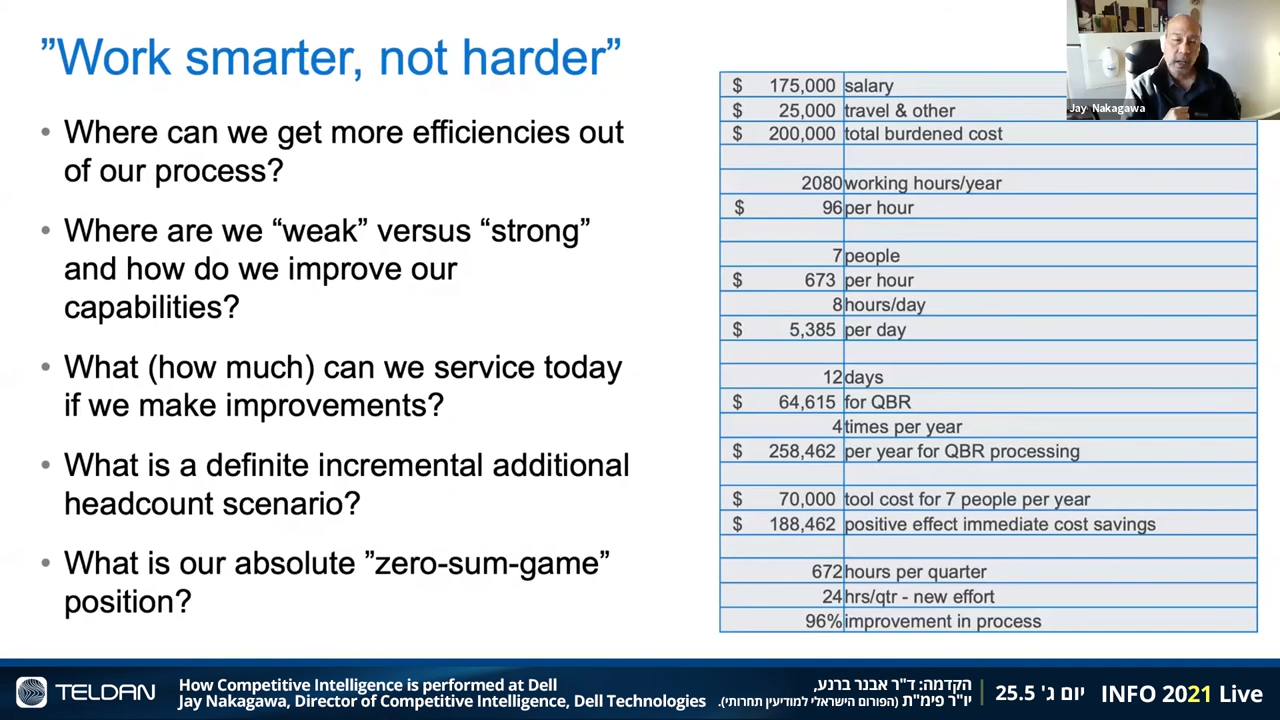 ”Work smarter, not harder”
• Where can we get more efficiencies out
of our process?
• Where are we “weak” versus “strong”
and how do we improve our
capabilities?
• What (how much) can we service today
if we make improvements?
• What is a definite incremental additional
headcount scenario?
• What is our absolute ”zero-sum-game”
position?
Jay Nakagawa
$ 175,000 salary
$ 25,000 travel & other
$ 200,000 total burdened cost
2080 working hours/year
$ 96 per hour
7 people
$ 673 per hour
8 hours/day
$ 5,385 per day
12 days
$ 64,615 for QBR
4 times per year
$ 258,462 per year for QBR processing
$ 70,000 tool cost for 7 people per year
$ 188,462 positive effect immediate cost savings
672 hours per quarter
24 hrs/qtr - new effort
96% improvement in process
TELDAN
How Competitive Intelligence is performed at Dell
Jay Nakagawa, Director of Competitive Intelligence, Dell Technologies
הקדמה: ד"ר אבנר ברנע,
יו"ר פימ"ת (הפורום הישראלי למודיעין תחרותי).
יום ג' 25.5
INFO 2021 Live